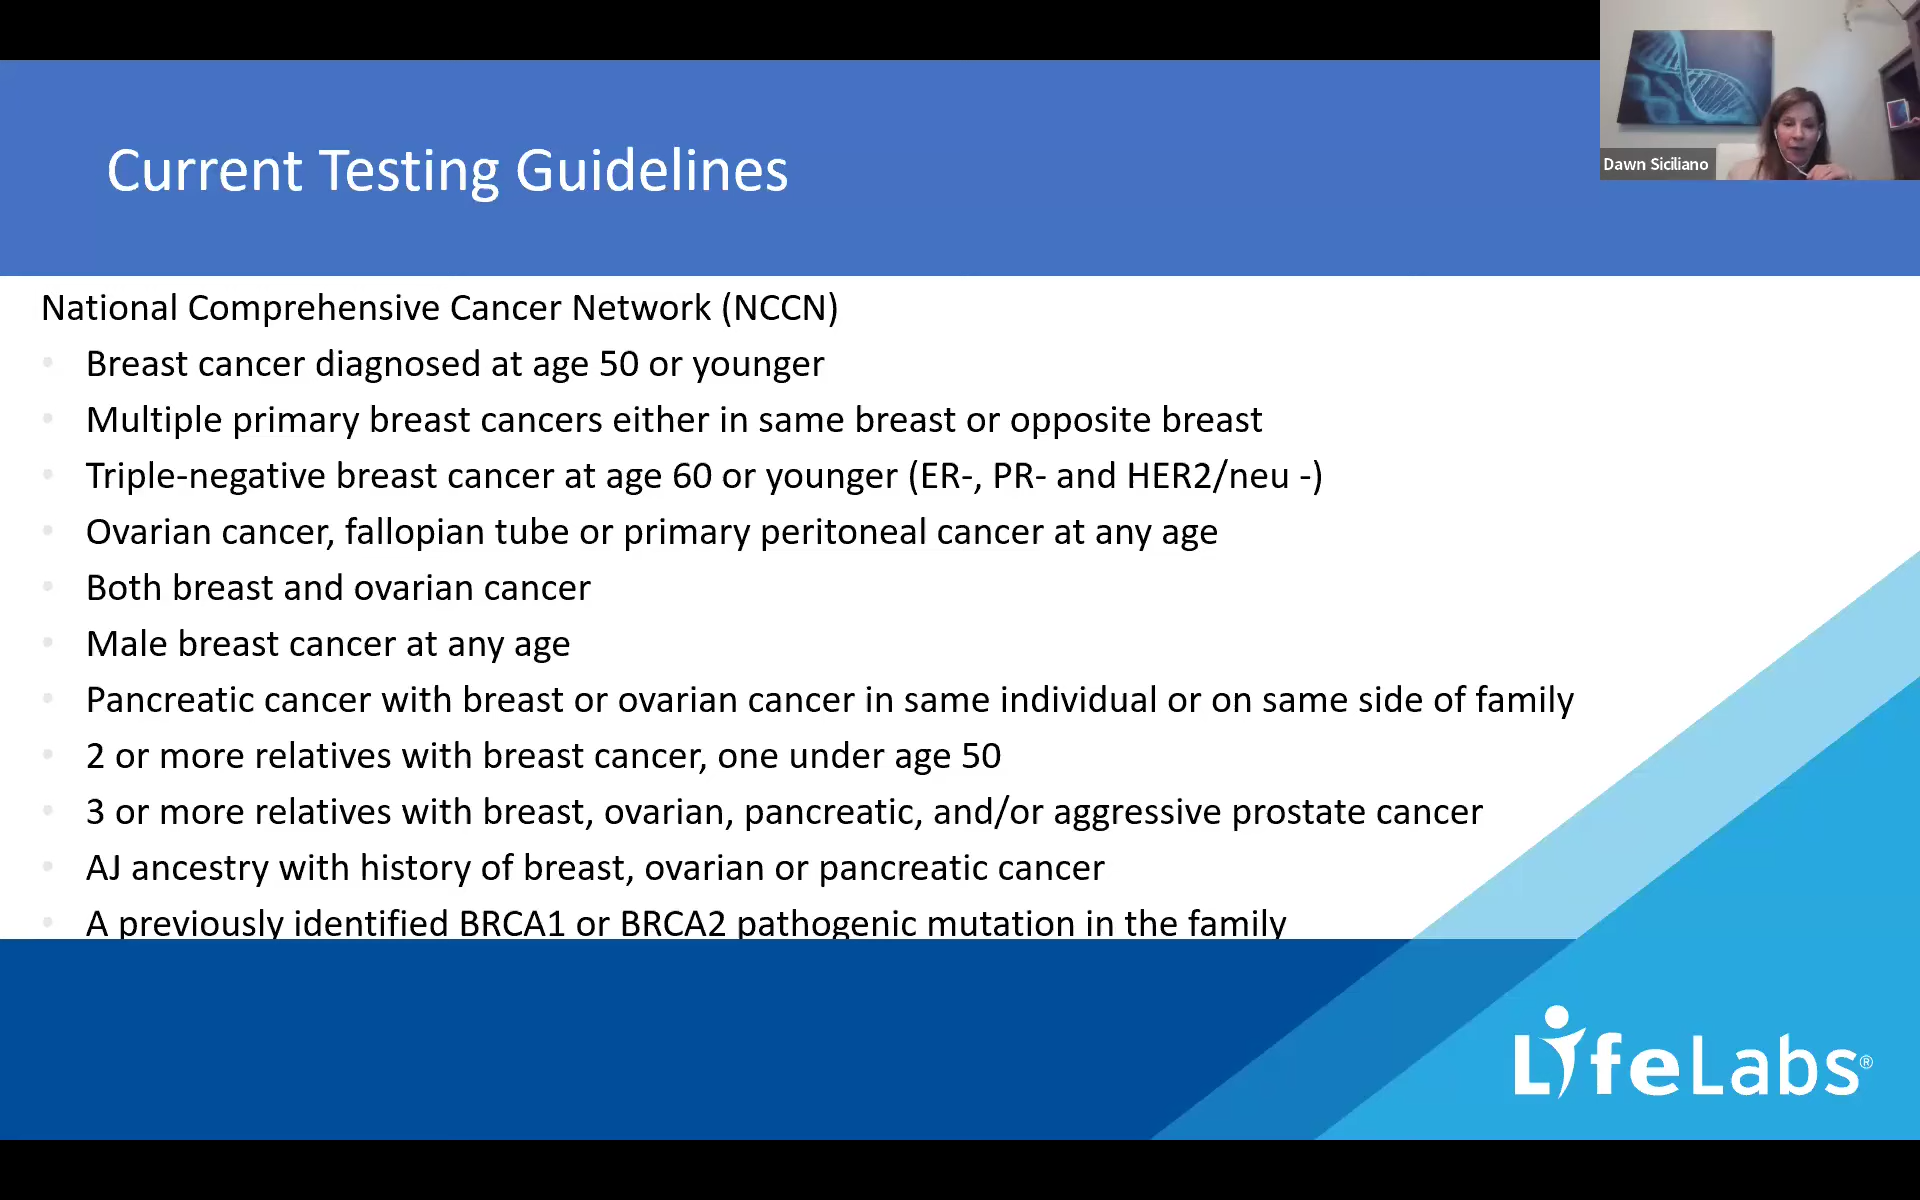 Dawn Siciliano
Current Testing Guidelines
National Comprehensive Cancer Network (NCCN)
• Breast cancer diagnosed at age 50 or younger
• Multiple primary breast cancers either in same breast or opposite breast
• Triple-negative breast cancer at age 60 or younger (ER-, PR- and HER2/neu -)
• Ovarian cancer, fallopian tube or primary peritoneal cancer at any age
• Both breast and ovarian cancer
• Male breast cancer at any age
• Pancreatic cancer with breast or ovarian cancer in same individual or on same side of family
• 2 or more relatives with breast cancer, one under age 50
• 3 or more relatives with breast, ovarian, pancreatic, and/or aggressive prostate cancer
• AJ ancestry with history of breast, ovarian or pancreatic cancer
• A previously identified BRCA1 or BRCA2 pathogenic mutation in the family
LifeLabs®